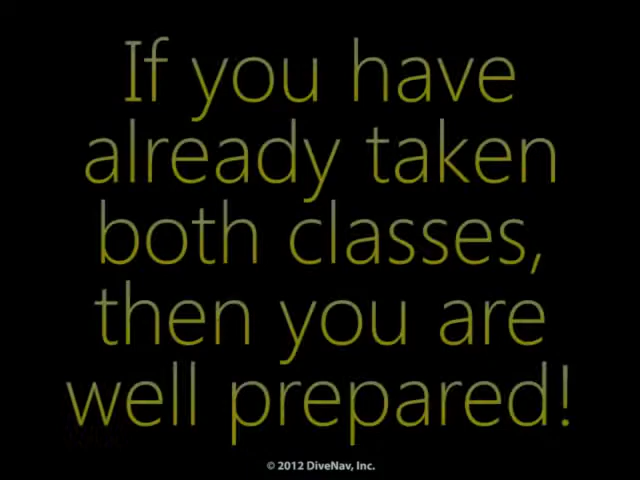 If you have
already taken
both classes,
then you are
well prepared!
© 2012 DiveNav, Inc.